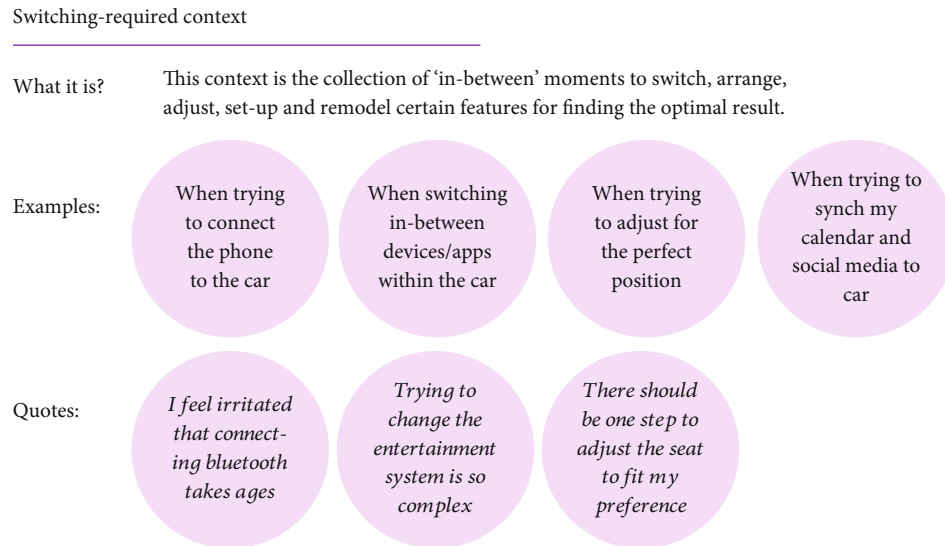 Switching-required context
What it is?
This context is the collection of ‘in-between’ moments to switch, arrange,
adjust, set-up and remodel certain features for finding the optimal result.
Examples:
When trying
to connect
the phone
to the car
When switching
in-between
devices/apps
within the car
When trying
to adjust for
the perfect
position
When trying to
synch my
calendar and
social media to
car
Quotes:
I feel irritated
that connect-
ing bluetooth
takes ages
Trying to
change the
entertainment
system is so
complex
There should
be one step to
adjust the seat
to fit my
preference